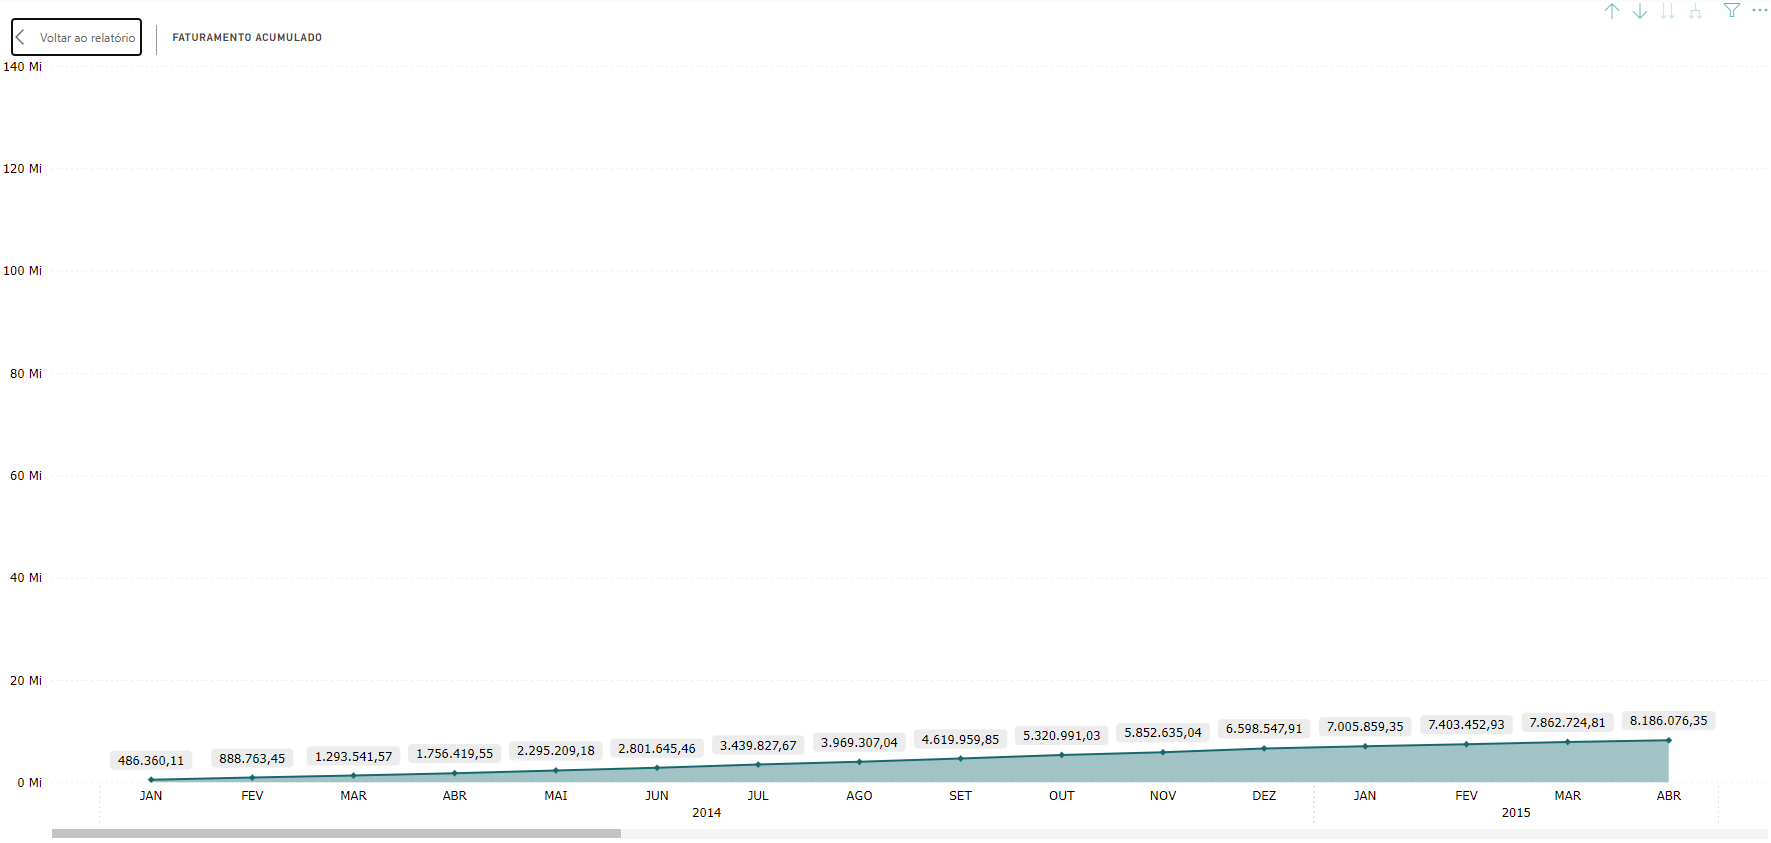 Voltar ao relatório
FATURAMENTO ACUMULADO
140 Mi
120 Mi
100 Mi
80 Mi
60 Mi
40 Mi
20 Mi
0 Mi
486.360,11 888.763,45 1.293.541,57 1.756.419,55 2.295.209,18 2.801.645,46 3.439.827,67 3.969.307,04 4.619.959,85 5.320.991,03 5.852.635,04 6.598.547,91 7.005.859,35 7.403.452,93 7.862.724,81 8.186.076,35
JAN FEV MAR ABR MAI JUN JUL AGO SET OUT NOV DEZ JAN FEV MAR ABR
2014 2015